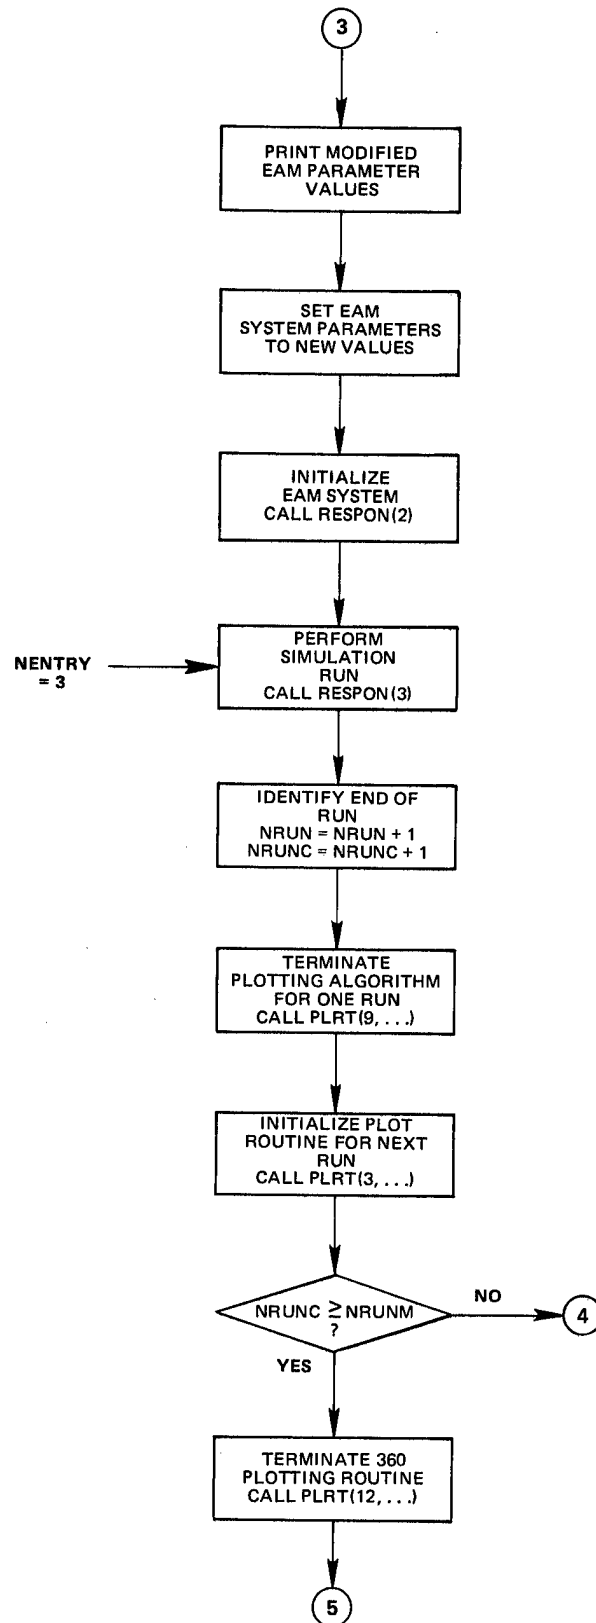 3
PRINT MODIFIED
EAM PARAMETER
VALUES
SET EAM
SYSTEM PARAMETERS
TO NEW VALUES
INITIALIZE
EAM SYSTEM
CALL RESPON(2)
NENTRY
= 3
PERFORM
SIMULATION
RUN
CALL RESPON(3)
IDENTIFY END OF
RUN
NRUN = NRUN + 1
NRUNC = NRUNC + 1
TERMINATE
PLOTTING ALGORITHM
FOR ONE RUN
CALL PLRT(9, . . .)
INITIALIZE PLOT
ROUTINE FOR NEXT
RUN
CALL PLRT(3, . . .)
NRUNC ≧ NRUNM
?
NO
4
YES
TERMINATE 360
PLOTTING ROUTINE
CALL PLRT(12, . . .)
5